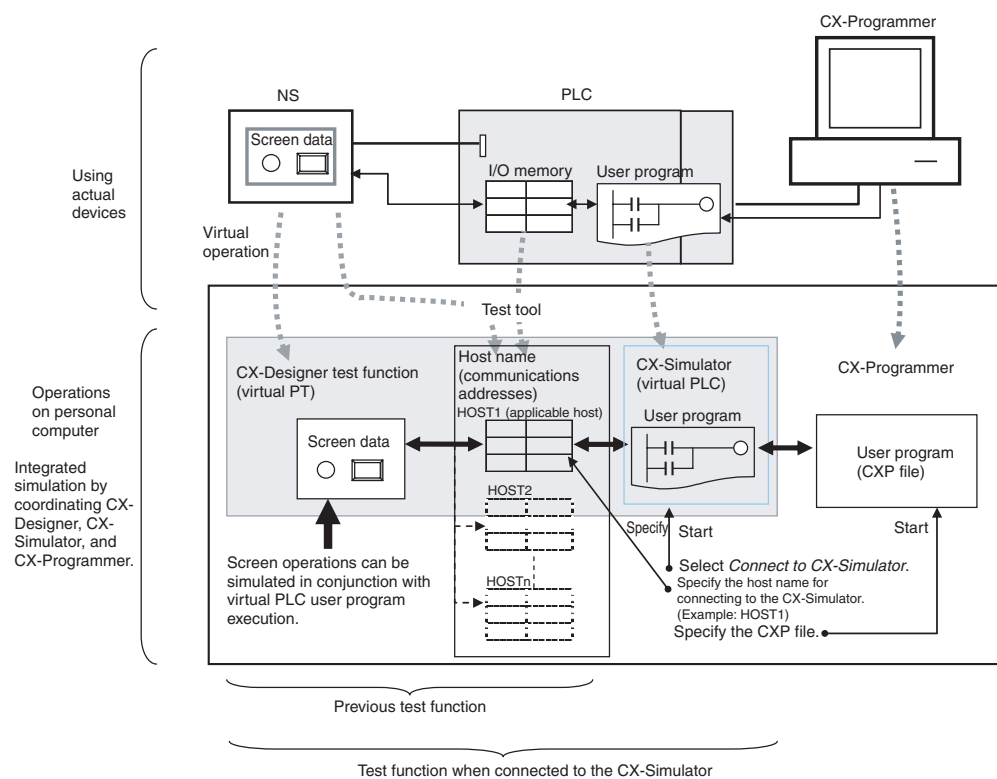 CX-Programmer
NS
PLC
Screen data
I/O memory
User program
Using
actual
devices
Virtual
operation
Test tool
CX-Designer test function
(virtual PT)
Host name
(communications
addresses)
HOST1 (applicable host)
CX-Simulator
(virtual PLC)
CX-Programmer
Operations
on personal
computer
Screen data
User program
User program
(CXP file)
Integrated
simulation by
coordinating CX-
Designer, CX-
Simulator, and
CX-Programmer.
HOST2
Specify
Start
Start
Screen operations can be
simulated in conjunction with
virtual PLC user program
execution.
HOSTn
Select Connect to CX-Simulator.
Specify the host name for
connecting to the CX-Simulator.
(Example: HOST1)
Specify the CXP file.
Previous test function
Test function when connected to the CX-Simulator